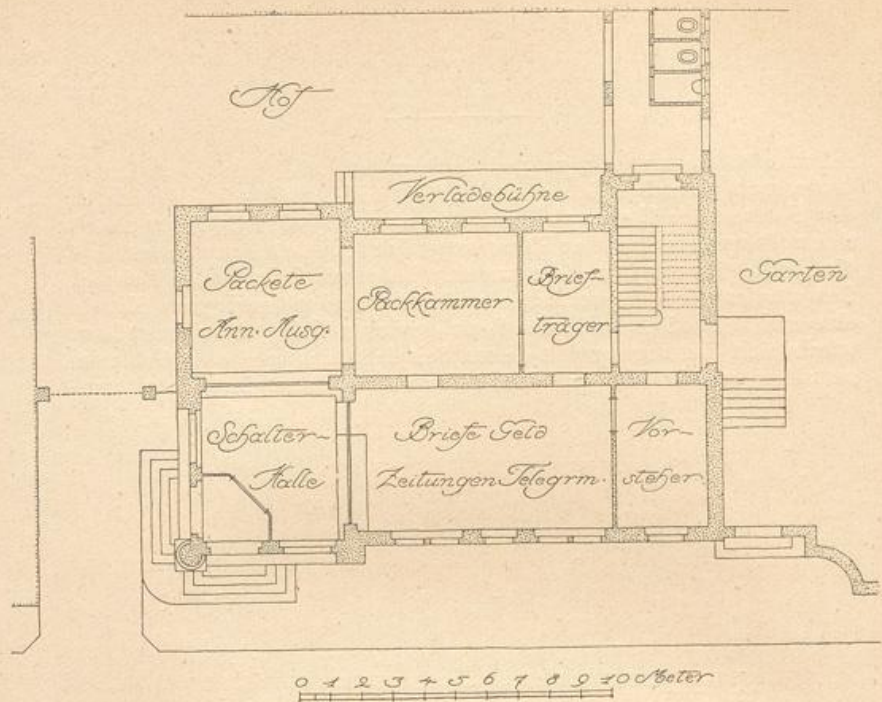 Hof
Verladebühne
Packete
Ann. Ausg.
Packkammer
Brief-
träger
Garten
Schalter-
Halle
Briefe Geld
Zeitungen Telegrm.
Vor-
steher
0 1 2 3 4 5 6 7 8 9 10 Meter